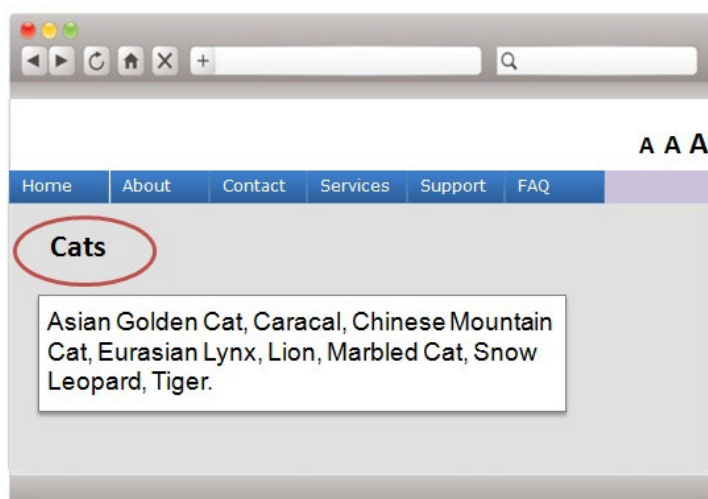 A A A
Home About Contact Services Support FAQ
Cats
Asian Golden Cat, Caracal, Chinese Mountain
Cat, Eurasian Lynx, Lion, Marbled Cat, Snow
Leopard, Tiger.